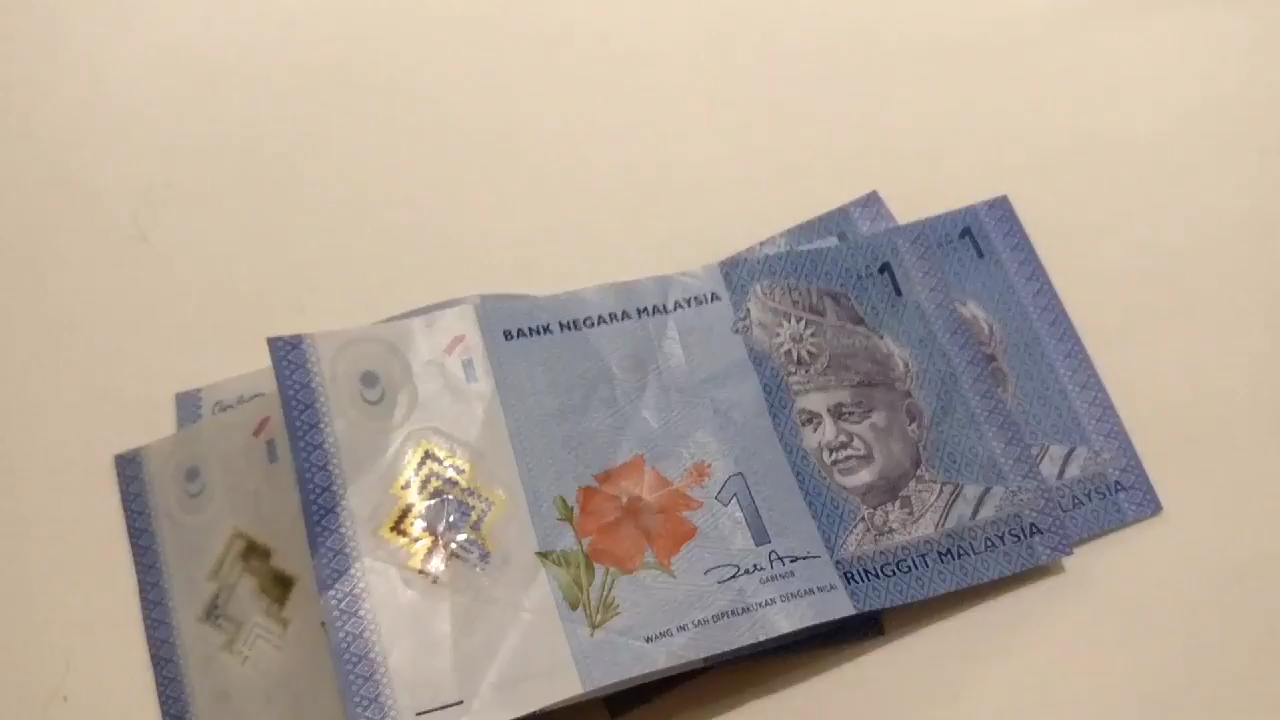 BANK NEGARA MALAYSIA
1
1
1
GABENOR
WANG INI SAH DIPERLAKUKAN DENGAN NILAI
RINGGIT MALAYSIA
LAYSIA